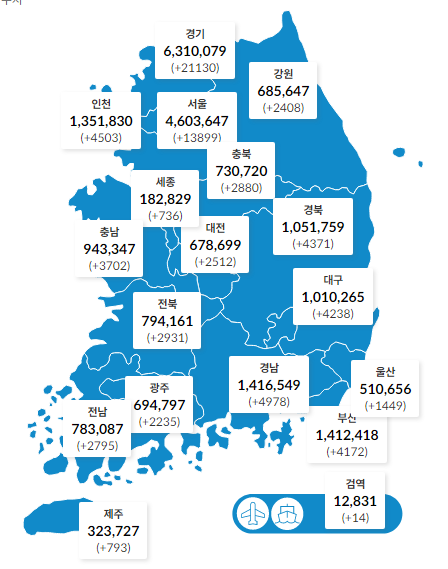 경기
6,310,079
(+21130)
강원
685,647
(+2408)
인천
1,351,830
(+4503)
서울
4,603,647
(+13899)
충북
730,720
(+2880)
세종
182,829
(+736)
경북
1,051,759
(+4371)
대전
678,699
(+2512)
충남
943,347
(+3702)
대구
1,010,265
(+4238)
전북
794,161
(+2931)
경남
1,416,549
(+4978)
울산
510,656
(+1449)
광주
694,797
(+2235)
전남
783,087
(+2795)
부산
1,412,418
(+4172)
검역
12,831
(+14)
제주
323,727
(+793)